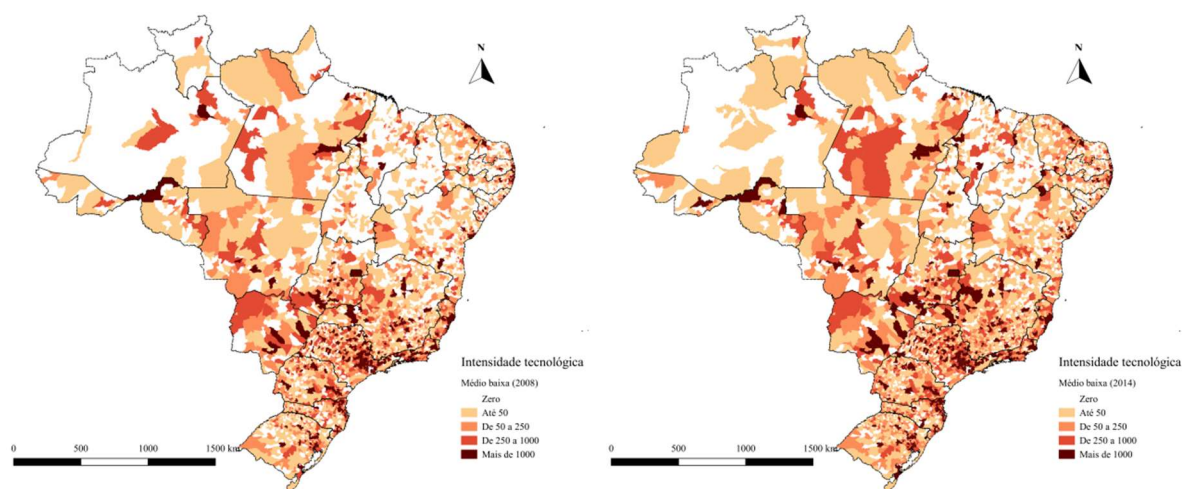 N
Intensidade tecnológica
Médio baixa (2008)
Zero
Até 50
De 50 a 250
De 250 a 1000
Mais de 1000
0 500 1000 1500 km
N
Intensidade tecnológica
Médio baixa (2014)
Zero
Até 50
De 50 a 250
De 250 a 1000
Mais de 1000
0 500 1000 1500 km